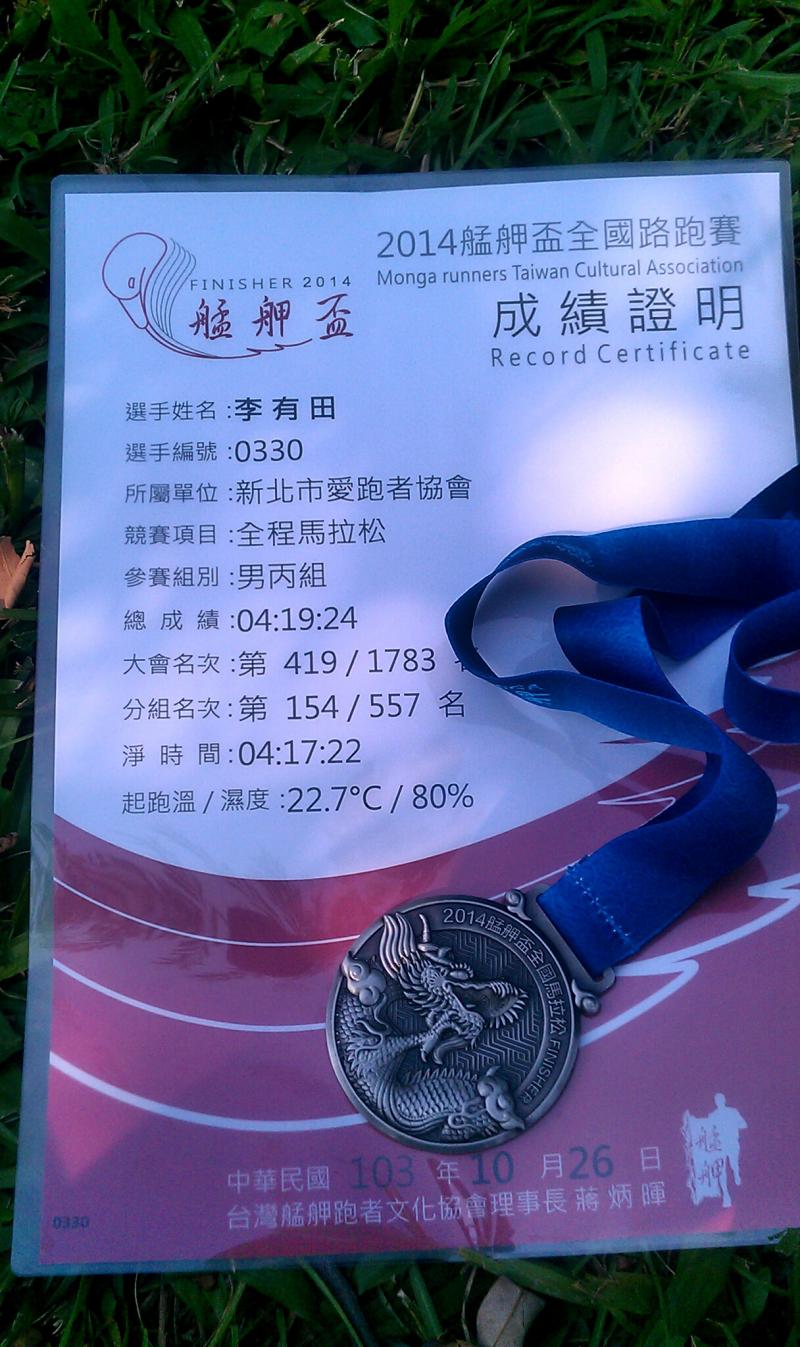 FINISHER 2014
艋舺盃
2014艋舺盃全國路跑賽
Monga runners Taiwan Cultural Association
成績證明
Record Certificate
選手姓名:李有田
選手編號:0330
所屬單位:新北市愛跑者協會
競賽項目:全程馬拉松
參賽組別:男丙組
總成績:04:19:24
大會名次:第 419/1783
分組名次:第 154/557 名
淨時間:04:17:22
起跑溫/濕度:22.7°C/80%
2014艋舺盃全國馬拉松 FINISHER
艋舺
中華民國 103 年 10 月 26 日
台灣艋舺跑者文化協會理事長蔣炳暉
0330